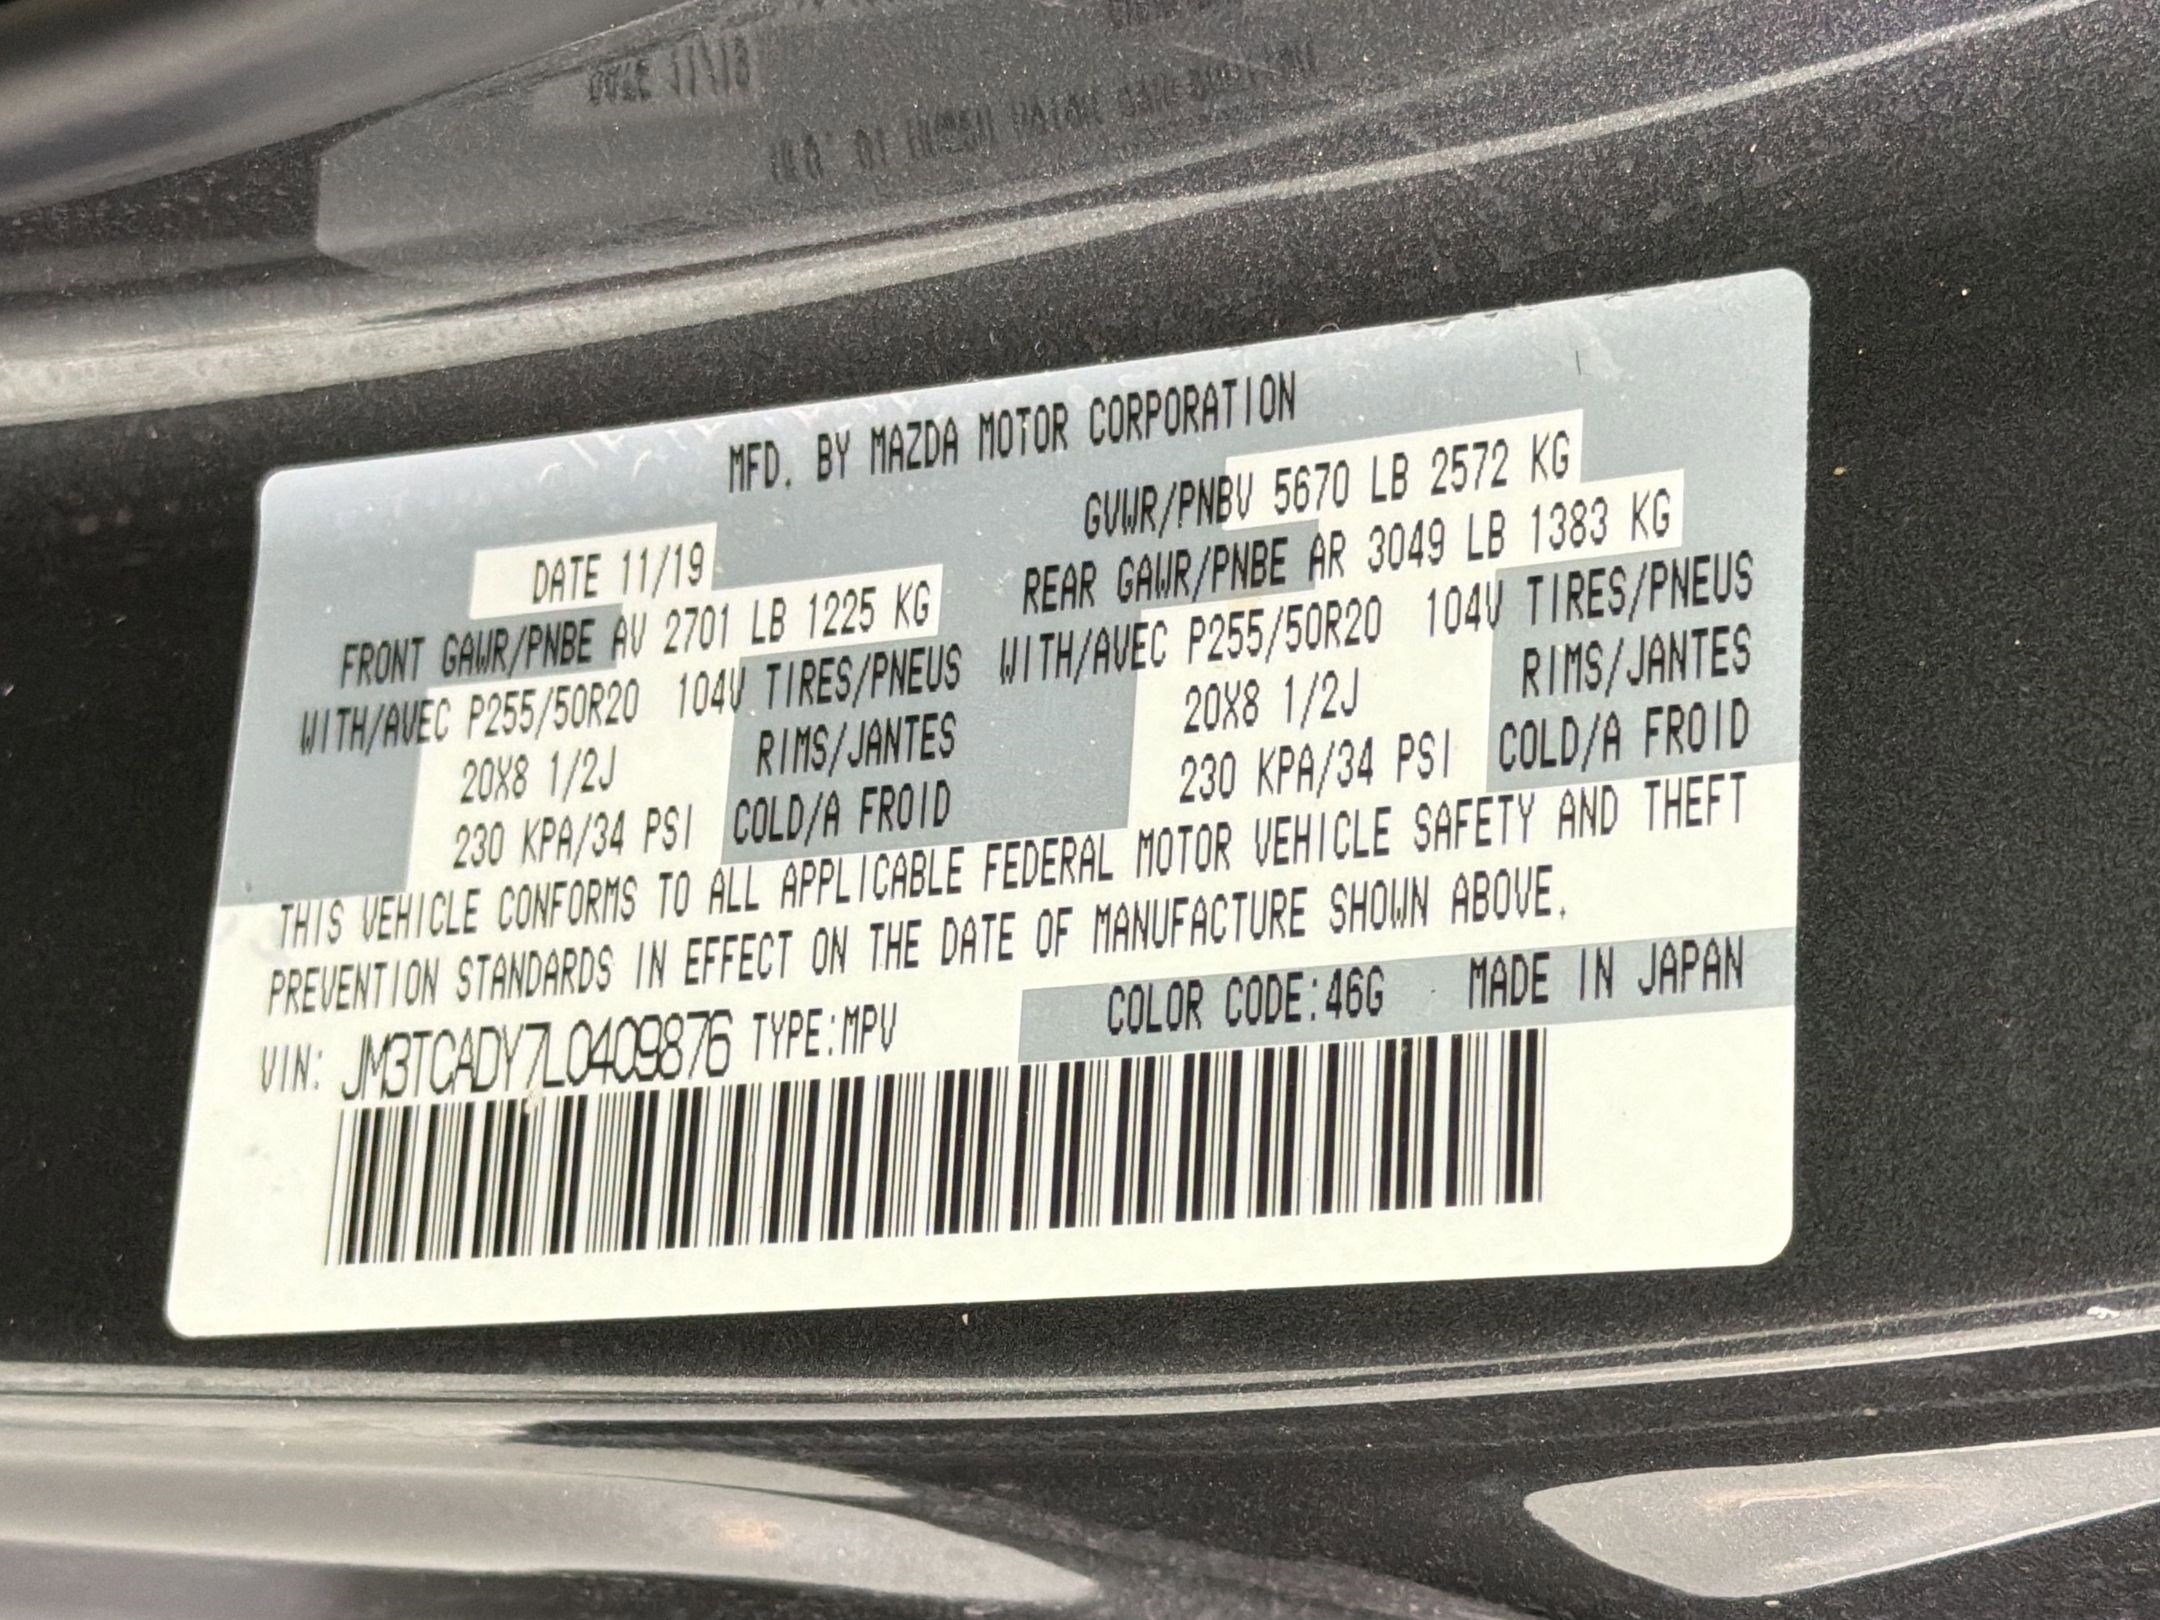 MFD. BY MAZDA MOTOR CORPORATION
DATE 11/19
GVWR/PNBV 5670 LB 2572 KG
FRONT GAWR/PNBE AV 2701 LB 1225 KG
REAR GAWR/PNBE AR 3049 LB 1383 KG
WITH/AVEC P255/50R20 104V TIRES/PNEUS
WITH/AVEC P255/50R20 104V TIRES/PNEUS
20X8 1/2J RIMS/JANTES
20X8 1/2J RIMS/JANTES
230 KPA/34 PSI COLD/A FROID
230 KPA/34 PSI COLD/A FROID
THIS VEHICLE CONFORMS TO ALL APPLICABLE FEDERAL MOTOR VEHICLE SAFETY AND THEFT
PREVENTION STANDARDS IN EFFECT ON THE DATE OF MANUFACTURE SHOWN ABOVE.
VIN: JM3TCADY7L0409876 TYPE:MPV COLOR CODE:46G MADE IN JAPAN